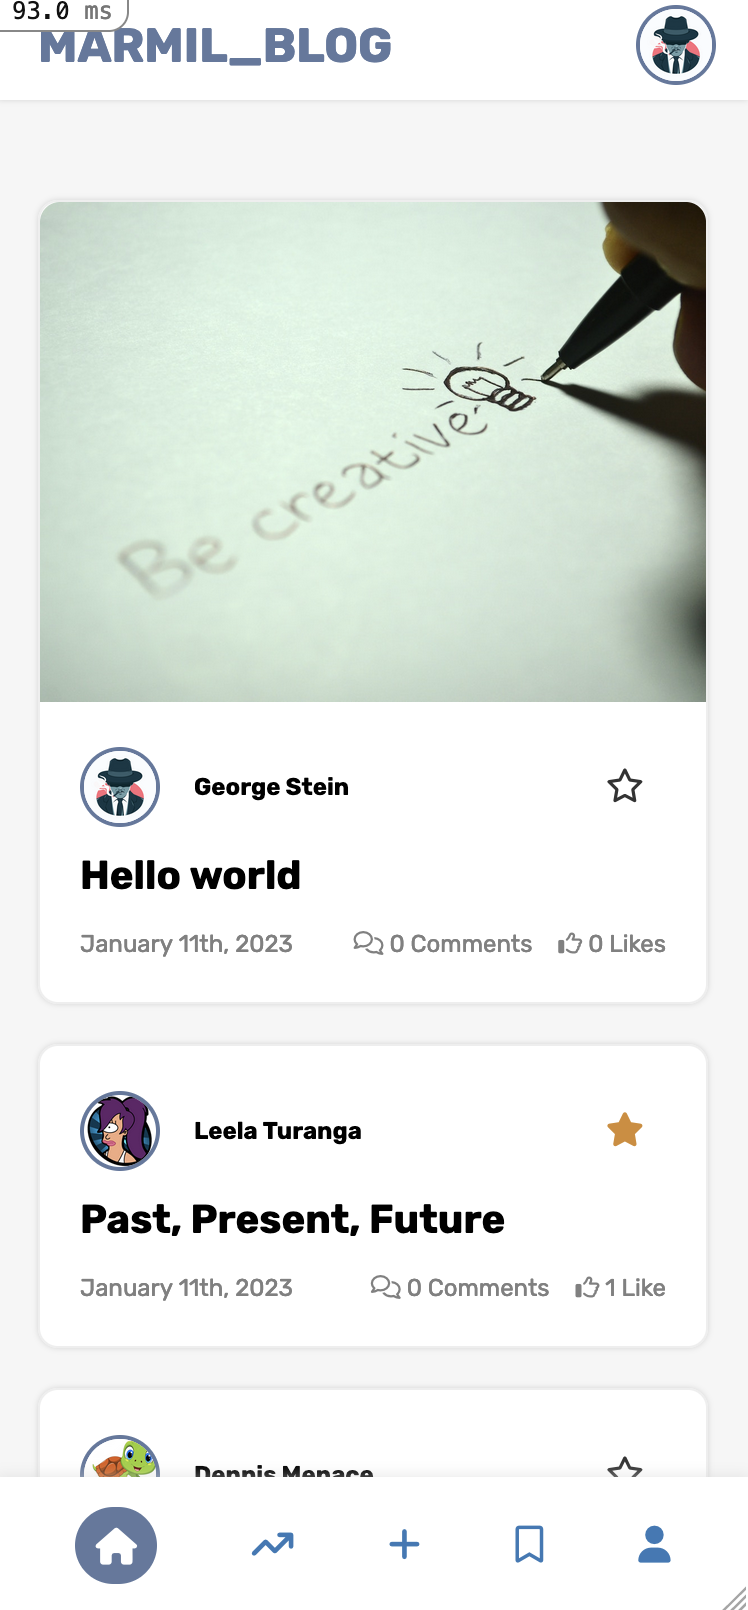 93.0 ms
MARMIL_BLOG
Be creative
George Stein
Hello world
January 11th, 2023 0 Comments 0 Likes
Leela Turanga
Past, Present, Future
January 11th, 2023 0 Comments 1 Like
Dennis Menace